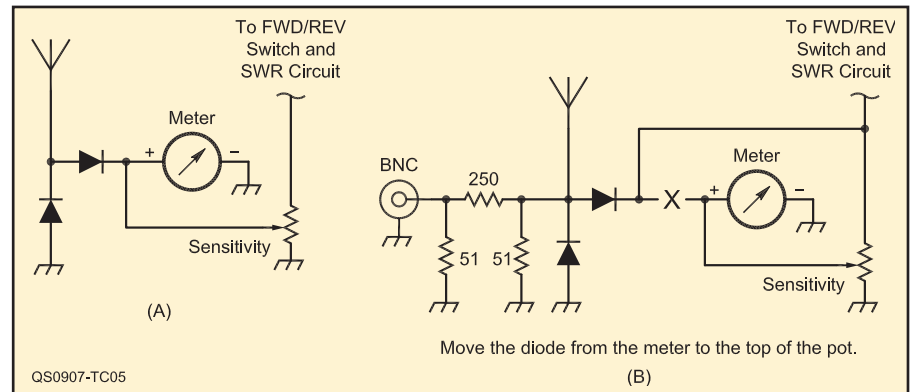 To FWD/REV
Switch and
SWR Circuit
Meter
+
-
Sensitivity
(A)
To FWD/REV
Switch and
SWR Circuit
BNC
250
X
Meter
+
-
51
51
Sensitivity
Move the diode from the meter to the top of the pot.
(B)
QS0907-TC05